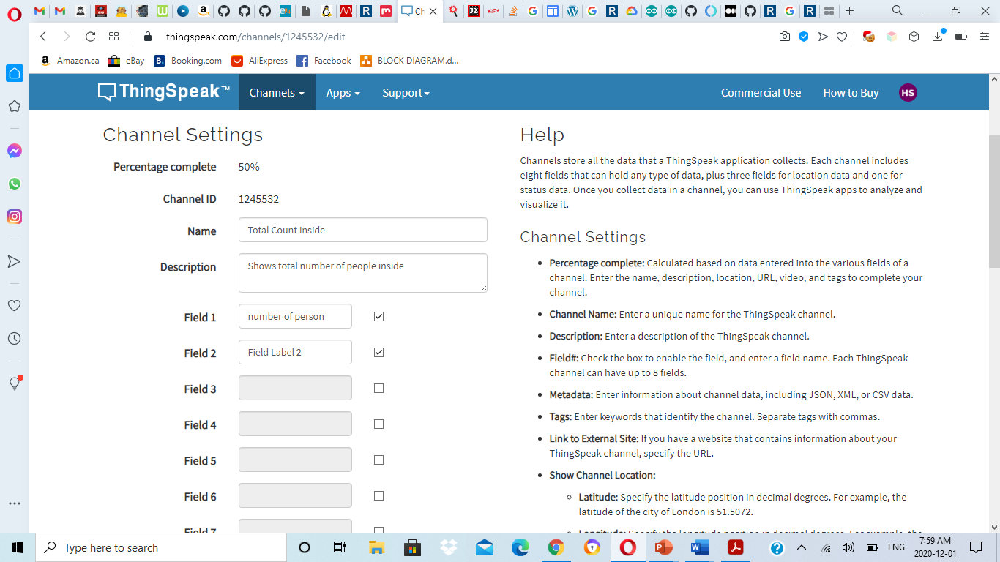 Ch
thingspeak.com/channels/1245532/edit
Amazon.ca eBay Booking.com AliExpress Facebook BLOCK DIAGRAM.d...
ThingSpeak™ Channels Apps Support Commercial Use How to Buy HS
Channel Settings
Percentage complete 50%
Channel ID 1245532
Name Total Count Inside
Description Shows total number of people inside
Field 1 number of person
Field 2 Field Label 2
Field 3
Field 4
Field 5
Field 6
Field 7
Help
Channels store all the data that a ThingSpeak application collects. Each channel includes
eight fields that can hold any type of data, plus three fields for location data and one for
status data. Once you collect data in a channel, you can use ThingSpeak apps to analyze and
visualize it.
Channel Settings
Percentage complete: Calculated based on data entered into the various fields of a
channel. Enter the name, description, location, URL, video, and tags to complete your
channel.
Channel Name: Enter a unique name for the ThingSpeak channel.
Description: Enter a description of the ThingSpeak channel.
Field#: Check the box to enable the field, and enter a field name. Each ThingSpeak
channel can have up to 8 fields.
Metadata: Enter information about channel data, including JSON, XML, or CSV data.
Tags: Enter keywords that identify the channel. Separate tags with commas.
Link to External Site: If you have a website that contains information about your
ThingSpeak channel, specify the URL.
Show Channel Location:
Latitude: Specify the latitude position in decimal degrees. For example, the
latitude of the city of London is 51.5072.
Longitude: Specify the longitude position in decimal degrees. For example, the
Type here to search
ENG
7:59 AM
2020-12-01